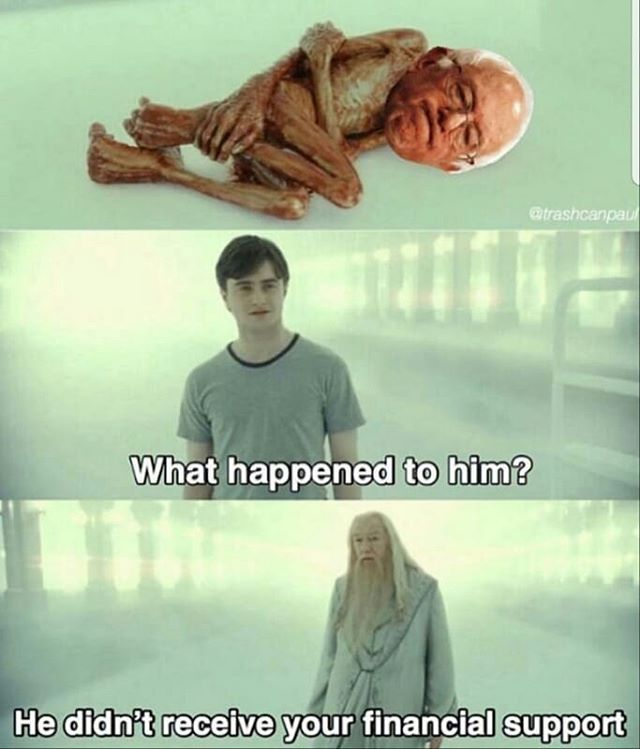 @trashcanpaul
What happened to him?
He didn't receive your financial support